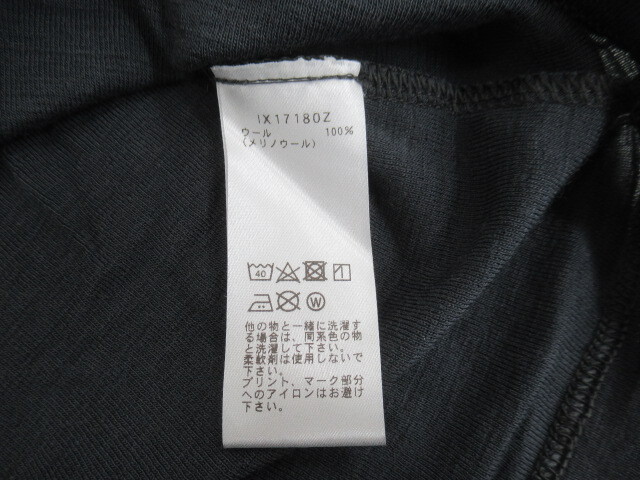 IX17180Z
ウール 100%
(メリノウール)
40
W
他の物と一緒に洗濯す
る場合は、同系色の物
と洗濯して下さい。
柔軟剤は使用しないで
下さい。
プリント、マーク部分
へのアイロンはお避け
下さい。